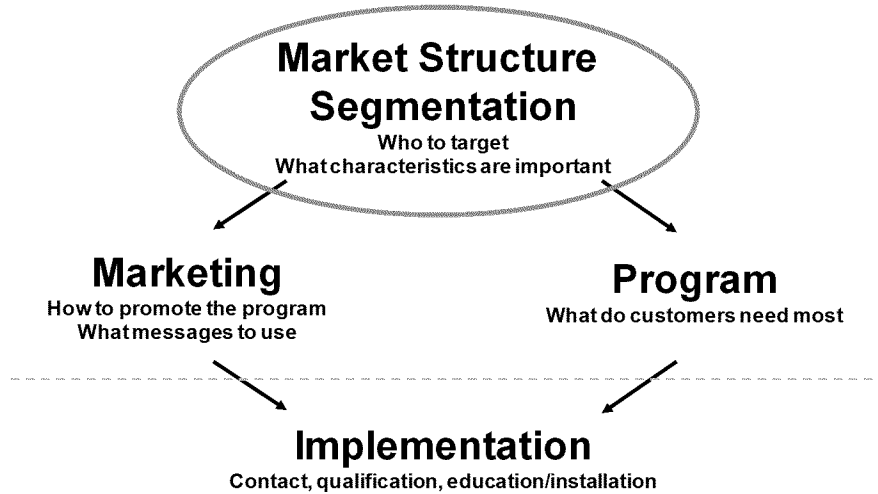 Market Structure
Segmentation
Who to target
What characteristics are important
Marketing
How to promote the program
What messages to use
Program
What do customers need most
Implementation
Contact, qualification, education/installation